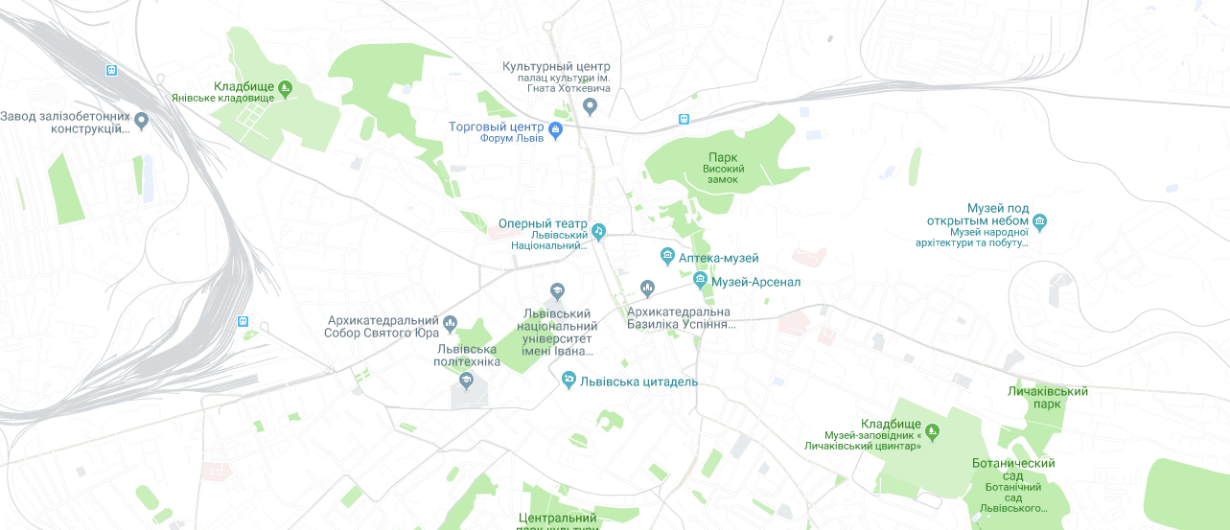 Культурный центр
палац культури ім.
Гната Хоткевича
Кладбище
Янівське кладовище
Завод залізобетонних
конструкцій...
Торговый центр
Форум Львів
Парк
Високий
замок
Оперный театр
Львівський
Національний...
Музей под
открытым небом
Музей народної
архітектури та побуту...
Аптека-музей
Музей-Арсенал
Архикатедральний
Собор Святого Юра
Львівський
національний
університет
імені Івана...
Архикатедральна
Базиліка Успіння...
Львівська
політехніка
Львівська цитадель
Личаківський
парк
Кладбище
Музей-заповідник «
Личаківський цвинтар»
Ботанический
сад
Ботанічний
сад
Львівського...
Центральний
парк культури